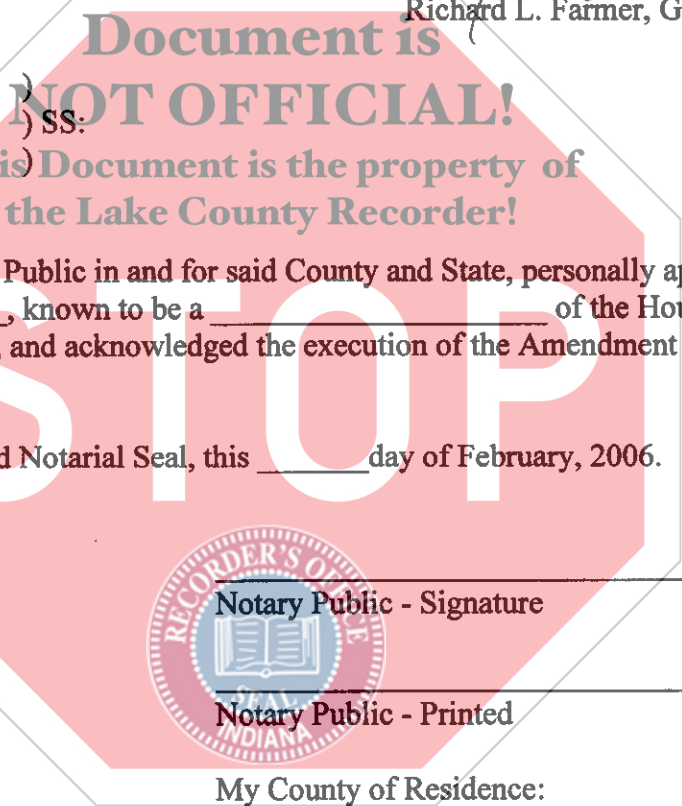 Richard L. Farmer, G
Document is
NOT OFFICIAL!
)
) SS:
)
is Document is the property of
the Lake County Recorder!
Public in and for said County and State, personally ap
, known to be a ____________________ of the Hou
, and acknowledged the execution of the Amendment
STOP
d Notarial Seal, this ________ day of February, 2006.
RECORDER'S OFFICE
SEAL
INDIANA
Notary Public - Signature
Notary Public - Printed
My County of Residence: